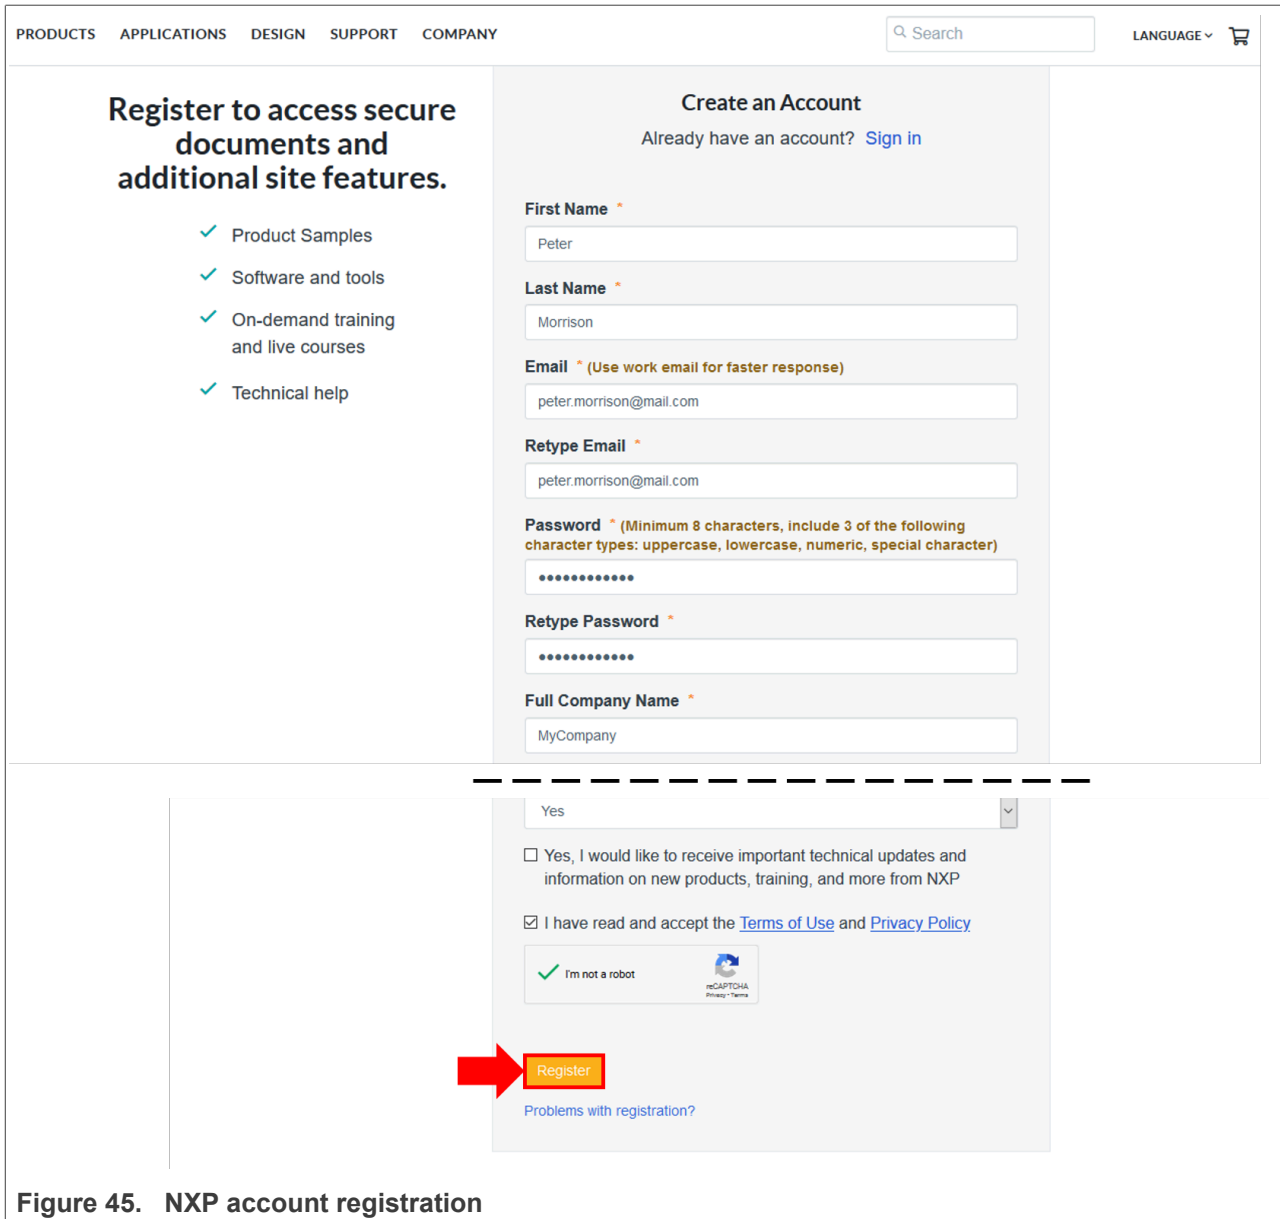 PRODUCTS APPLICATIONS DESIGN SUPPORT COMPANY Search LANGUAGE
Register to access secure
documents and
additional site features.
Product Samples
Software and tools
On-demand training
and live courses
Technical help
Create an Account
Already have an account? Sign in
First Name *
Peter
Last Name *
Morrison
Email * (Use work email for faster response)
peter.morrison@mail.com
Retype Email *
peter.morrison@mail.com
Password * (Minimum 8 characters, include 3 of the following
character types: uppercase, lowercase, numeric, special character)
••••••••••••
Retype Password *
••••••••••••
Full Company Name *
MyCompany
Yes
Yes, I would like to receive important technical updates and
information on new products, training, and more from NXP
I have read and accept the Terms of Use and Privacy Policy
I'm not a robot
reCAPTCHA
Privacy - Terms
Register
Problems with registration?
Figure 45. NXP account registration